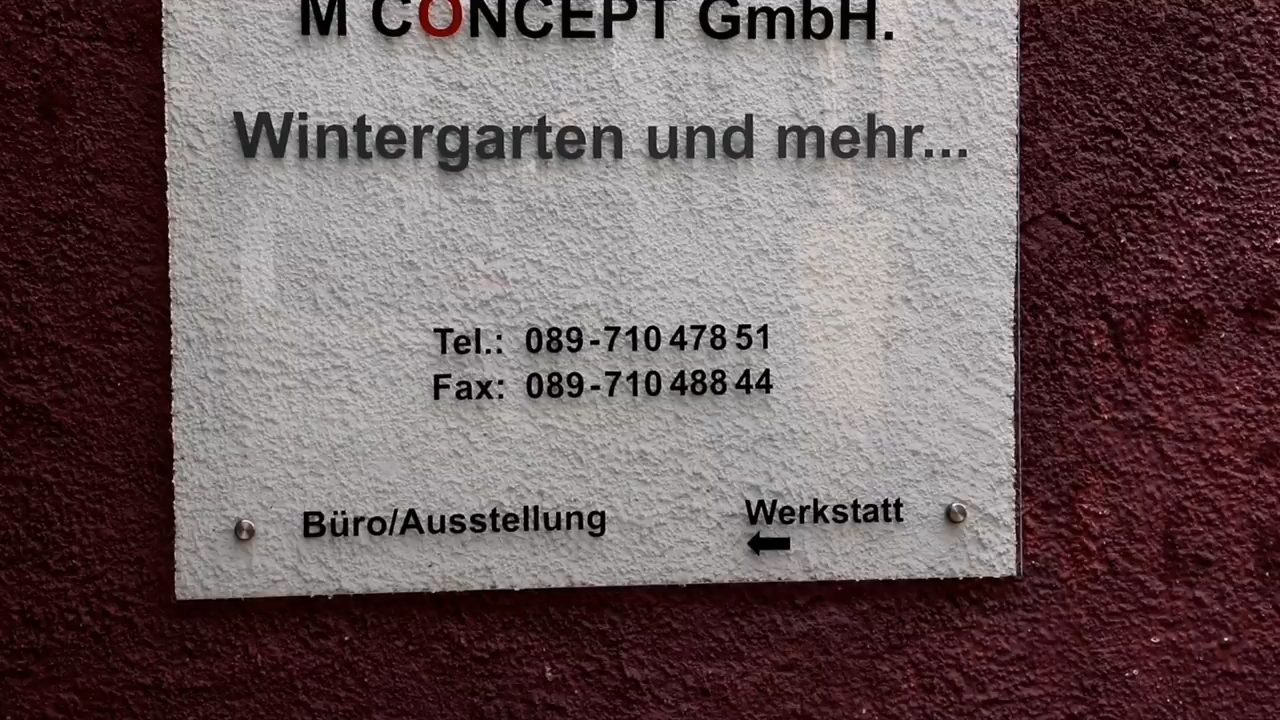 M CONCEPT GmbH.
Wintergarten und mehr...
Tel.: 089-710 478 51
Fax: 089-710 488 44
Büro/Ausstellung
Werkstatt